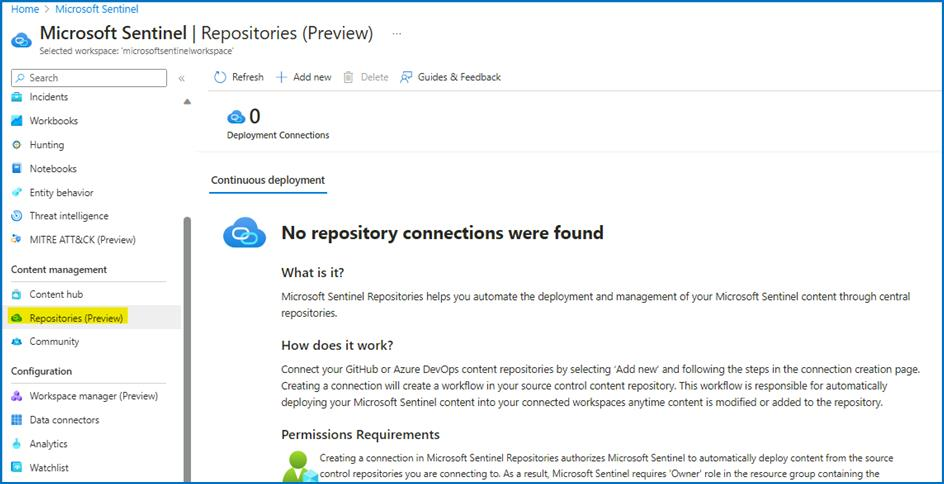 Home > Microsoft Sentinel
Microsoft Sentinel | Repositories (Preview) ...
Selected workspace: 'microsoftsentinelworkspace'
Search «
Refresh + Add new Delete Guides & Feedback
Incidents
Workbooks
Hunting
Notebooks
Entity behavior
Threat intelligence
MITRE ATT&CK (Preview)
Content management
Content hub
Repositories (Preview)
Community
Configuration
Workspace manager (Preview)
Data connectors
Analytics
Watchlist
0
Deployment Connections
Continuous deployment
No repository connections were found
What is it?
Microsoft Sentinel Repositories helps you automate the deployment and management of your Microsoft Sentinel content through central
repositories.
How does it work?
Connect your GitHub or Azure DevOps content repositories by selecting 'Add new' and following the steps in the connection creation page.
Creating a connection will create a workflow in your source control content repository. This workflow is responsible for automatically
deploying your Microsoft Sentinel content into your connected workspaces anytime content is modified or added to the repository.
Permissions Requirements
Creating a connection in Microsoft Sentinel Repositories authorizes Microsoft Sentinel to automatically deploy content from the source
control repositories you are connecting to. As a result, Microsoft Sentinel requires 'Owner' role in the resource group containing the